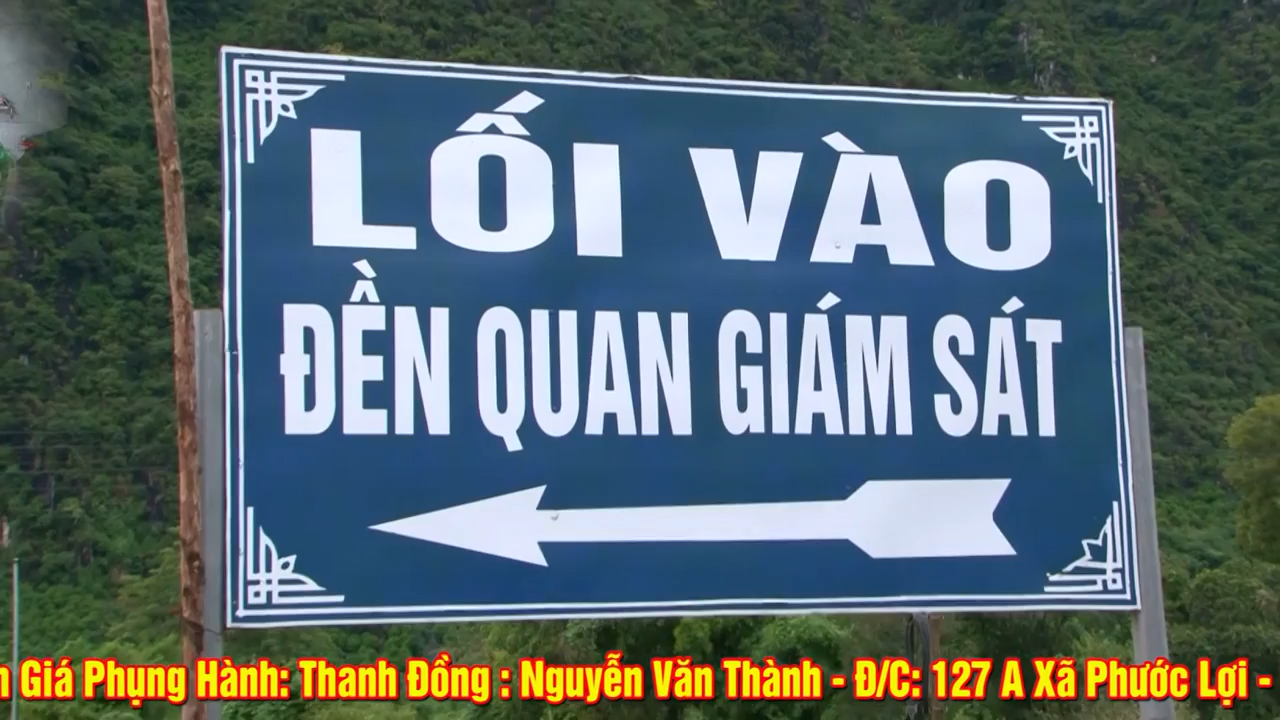 LỐI VÀO
ĐỀN QUAN GIÁM SÁT
Giá Phụng Hành: Thanh Đồng : Nguyễn Văn Thành - Đ/C: 127 A Xã Phước Lợi -